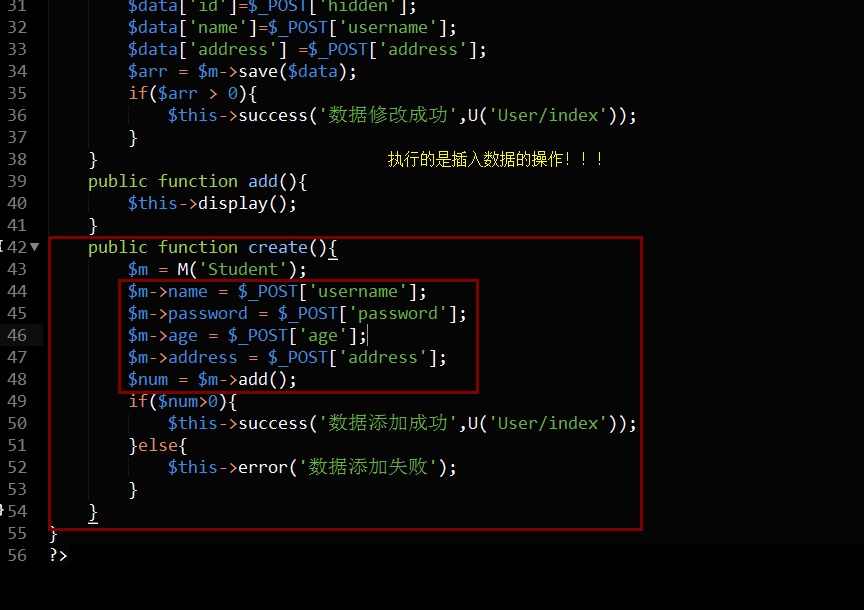 31 $data['id']=$_POST['hidden'];
32 $data['name']=$_POST['username'];
33 $data['address'] =$_POST['address'];
34 $arr = $m->save($data);
35 if($arr > 0){
36 $this->success('数据修改成功',U('User/index'));
37 }
38 } 执行的是插入数据的操作！！！
39 public function add(){
40 $this->display();
41 }
42 public function create(){
43 $m = M('Student');
44 $m->name = $_POST['username'];
45 $m->password = $_POST['password'];
46 $m->age = $_POST['age'];
47 $m->address = $_POST['address'];
48 $num = $m->add();
49 if($num>0){
50 $this->success('数据添加成功',U('User/index'));
51 }else{
52 $this->error('数据添加失败');
53 }
54 }
55 }
56 ?>